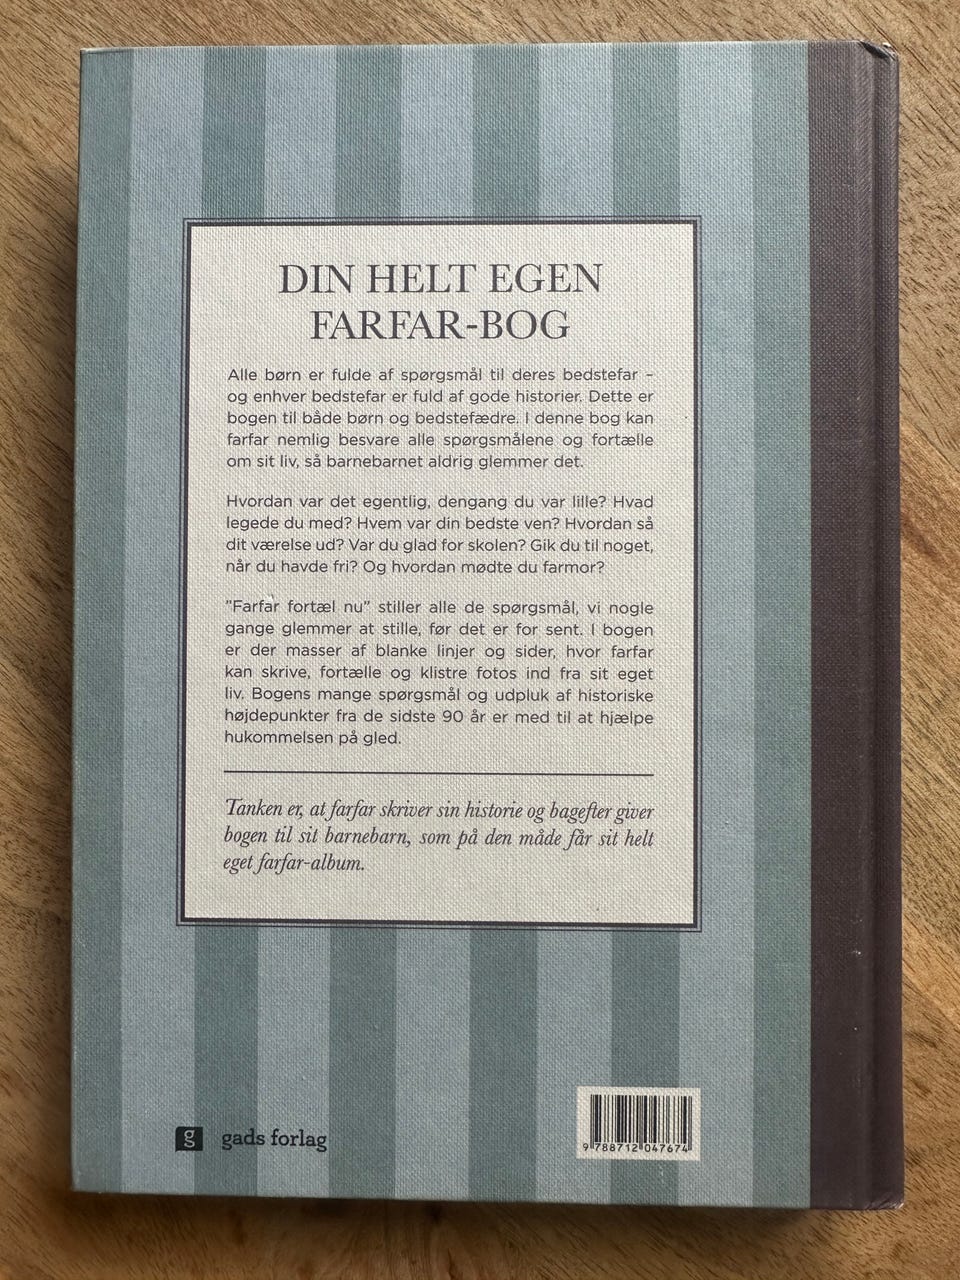 DIN HELT EGEN
FARFAR-BOG
Alle børn er fulde af spørgsmål til deres bedstefar –
og enhver bedstefar er fuld af gode historier. Dette er
bogen til både børn og bedstefædre. I denne bog kan
farfar nemlig besvare alle spørgsmålene og fortælle
om sit liv, så barnebarnet aldrig glemmer det.
Hvordan var det egentlig, dengang du var lille? Hvad
legede du med? Hvem var din bedste ven? Hvordan så
dit værelse ud? Var du glad for skolen? Gik du til noget,
når du havde fri? Og hvordan mødte du farmor?
”Farfar fortæl nu” stiller alle de spørgsmål, vi nogle
gange glemmer at stille, før det er for sent. I bogen
er der masser af blanke linjer og sider, hvor farfar
kan skrive, fortælle og klistre fotos ind fra sit eget
liv. Bogens mange spørgsmål og udpluk af historiske
højdepunkter fra de sidste 90 år er med til at hjælpe
hukommelsen på gled.
Tanken er, at farfar skriver sin historie og bagefter giver
bogen til sit barnebarn, som på den måde får sit helt
eget farfar-album.
g gads forlag
9 788712 047674